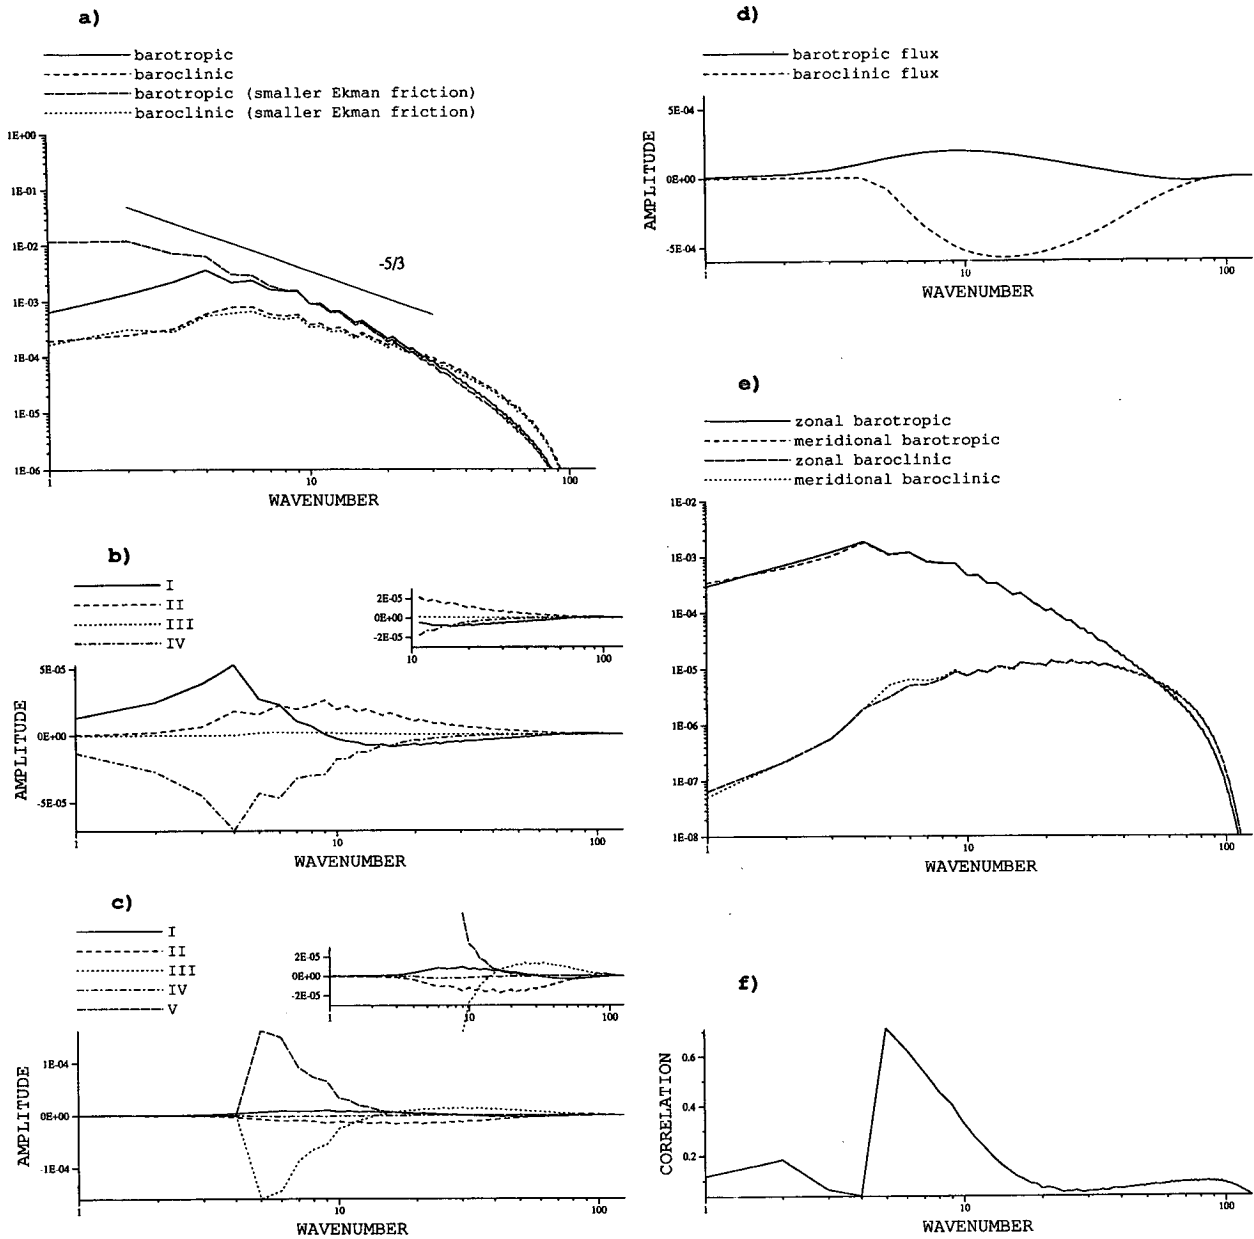 a)
barotropic
baroclinic
barotropic (smaller Ekman friction)
baroclinic (smaller Ekman friction)
1E+00
1E-01
1E-02
1E-03
1E-04
1E-05
1E-06
-5/3
1
10
100
WAVENUMBER
b)
I
II
III
IV
2E-05
0E+00
-2E-05
10
100
5E-05
0E+00
-5E-05
AMPLITUDE
1
10
100
WAVENUMBER
c)
I
II
III
IV
V
2E-05
0E+00
-2E-05
1
10
100
1E-04
0E+00
-1E-04
AMPLITUDE
1
10
100
WAVENUMBER
d)
barotropic flux
baroclinic flux
5E-04
0E+00
-5E-04
AMPLITUDE
1
10
100
WAVENUMBER
e)
zonal barotropic
meridional barotropic
zonal baroclinic
meridional baroclinic
1E-02
1E-03
1E-04
1E-05
1E-06
1E-07
1E-08
1
10
100
WAVENUMBER
f)
0.6
0.4
0.2
CORRELATION
1
10
100
WAVENUMBER